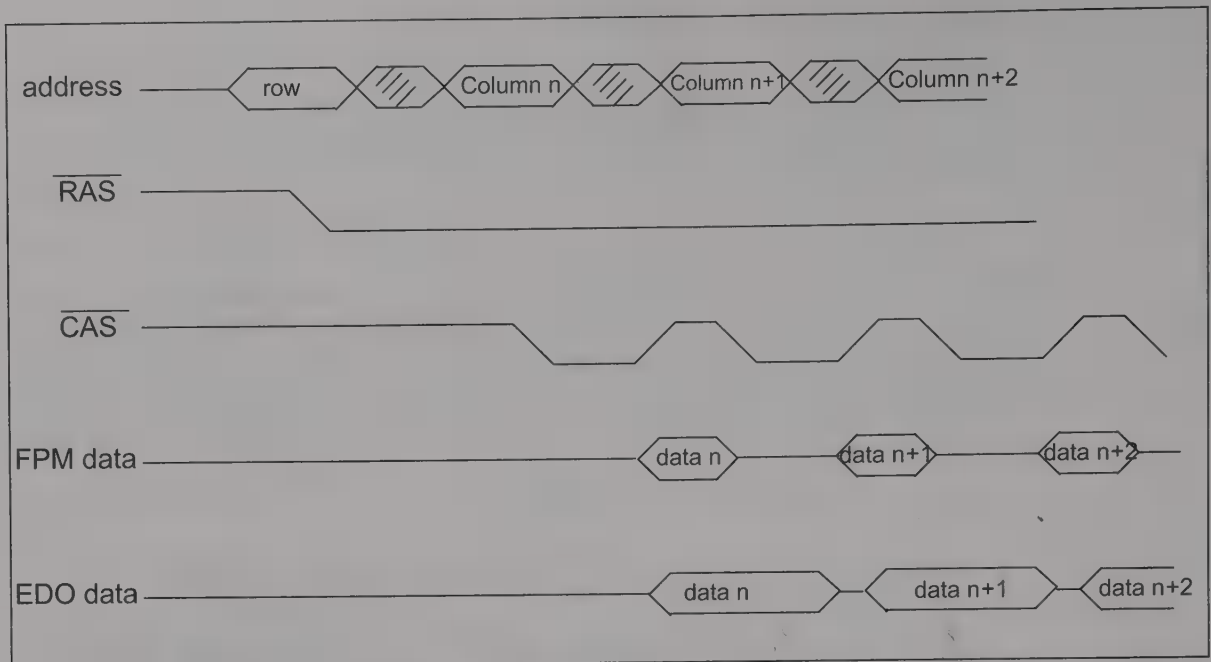 address row Column n Column n+1 Column n+2
RAS
CAS
FPM data data n data n+1 data n+2
EDO data data n data n+1 data n+2